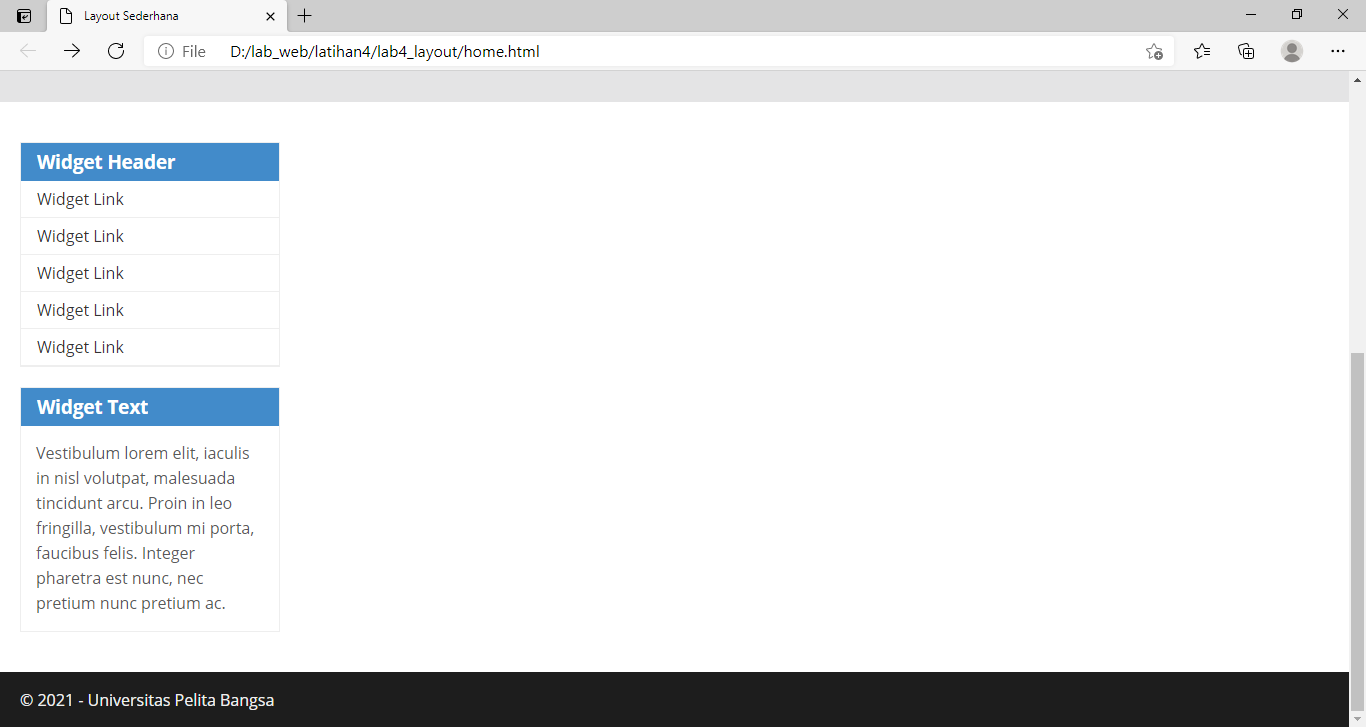 Layout Sederhana
File D:/lab_web/latihan4/lab4_layout/home.html
Widget Header
Widget Link
Widget Link
Widget Link
Widget Link
Widget Link
Widget Text
Vestibulum lorem elit, iaculis
in nisl volutpat, malesuada
tincidunt arcu. Proin in leo
fringilla, vestibulum mi porta,
faucibus felis. Integer
pharetra est nunc, nec
pretium nunc pretium ac.
© 2021 - Universitas Pelita Bangsa